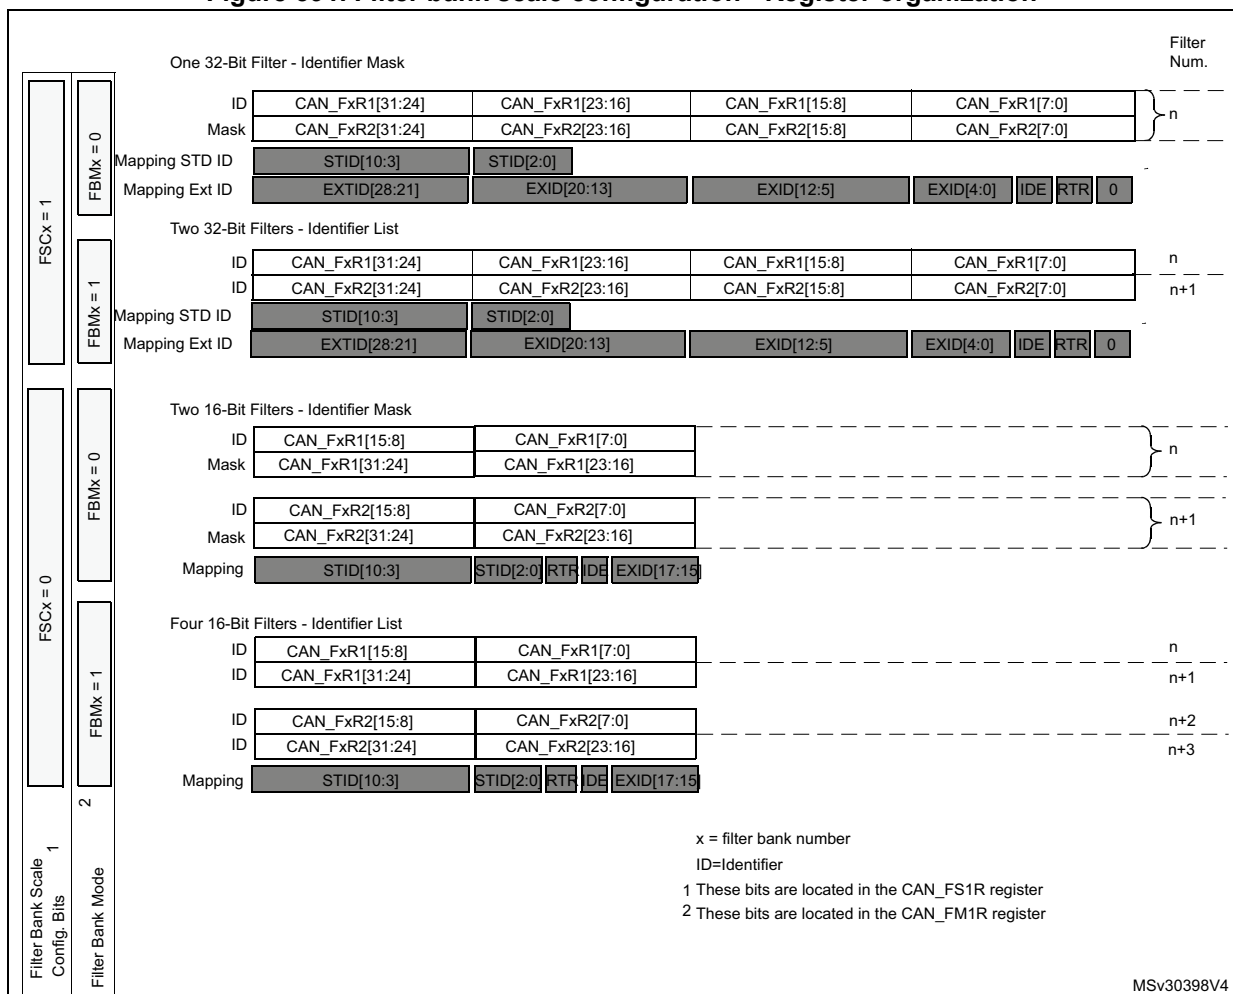 Filter
Num.
One 32-Bit Filter - Identifier Mask
ID CAN_FxR1[31:24] CAN_FxR1[23:16] CAN_FxR1[15:8] CAN_FxR1[7:0]
n
Mask CAN_FxR2[31:24] CAN_FxR2[23:16] CAN_FxR2[15:8] CAN_FxR2[7:0]
Mapping STD ID STID[10:3] STID[2:0]
Mapping Ext ID EXTID[28:21] EXID[20:13] EXID[12:5] EXID[4:0] IDE RTR 0
FBMx = 0
FSCx = 1
Two 32-Bit Filters - Identifier List
ID CAN_FxR1[31:24] CAN_FxR1[23:16] CAN_FxR1[15:8] CAN_FxR1[7:0] n
ID CAN_FxR2[31:24] CAN_FxR2[23:16] CAN_FxR2[15:8] CAN_FxR2[7:0] n+1
Mapping STD ID STID[10:3] STID[2:0]
Mapping Ext ID EXTID[28:21] EXID[20:13] EXID[12:5] EXID[4:0] IDE RTR 0
FBMx = 1
Two 16-Bit Filters - Identifier Mask
ID CAN_FxR1[15:8] CAN_FxR1[7:0]
n
Mask CAN_FxR1[31:24] CAN_FxR1[23:16]
ID CAN_FxR2[15:8] CAN_FxR2[7:0]
n+1
Mask CAN_FxR2[31:24] CAN_FxR2[23:16]
Mapping STID[10:3] STID[2:0] RTR IDE EXID[17:15]
FBMx = 0
FSCx = 0
Four 16-Bit Filters - Identifier List
ID CAN_FxR1[15:8] CAN_FxR1[7:0] n
ID CAN_FxR1[31:24] CAN_FxR1[23:16] n+1
ID CAN_FxR2[15:8] CAN_FxR2[7:0] n+2
ID CAN_FxR2[31:24] CAN_FxR2[23:16] n+3
Mapping STID[10:3] STID[2:0] RTR IDE EXID[17:15]
FBMx = 1
Filter Bank Scale 1
Config. Bits
Filter Bank Mode 2
x = filter bank number
ID=Identifier
1 These bits are located in the CAN_FS1R register
2 These bits are located in the CAN_FM1R register
MSv30398V4